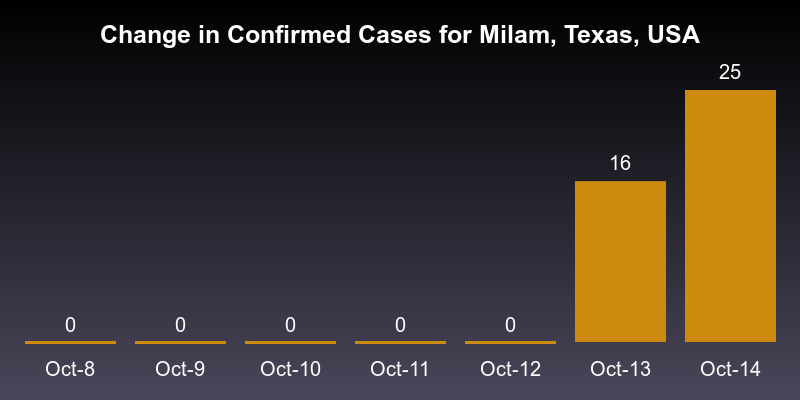 Change in Confirmed Cases for Milam, Texas, USA
25
16
0 0 0 0 0
Oct-8 Oct-9 Oct-10 Oct-11 Oct-12 Oct-13 Oct-14